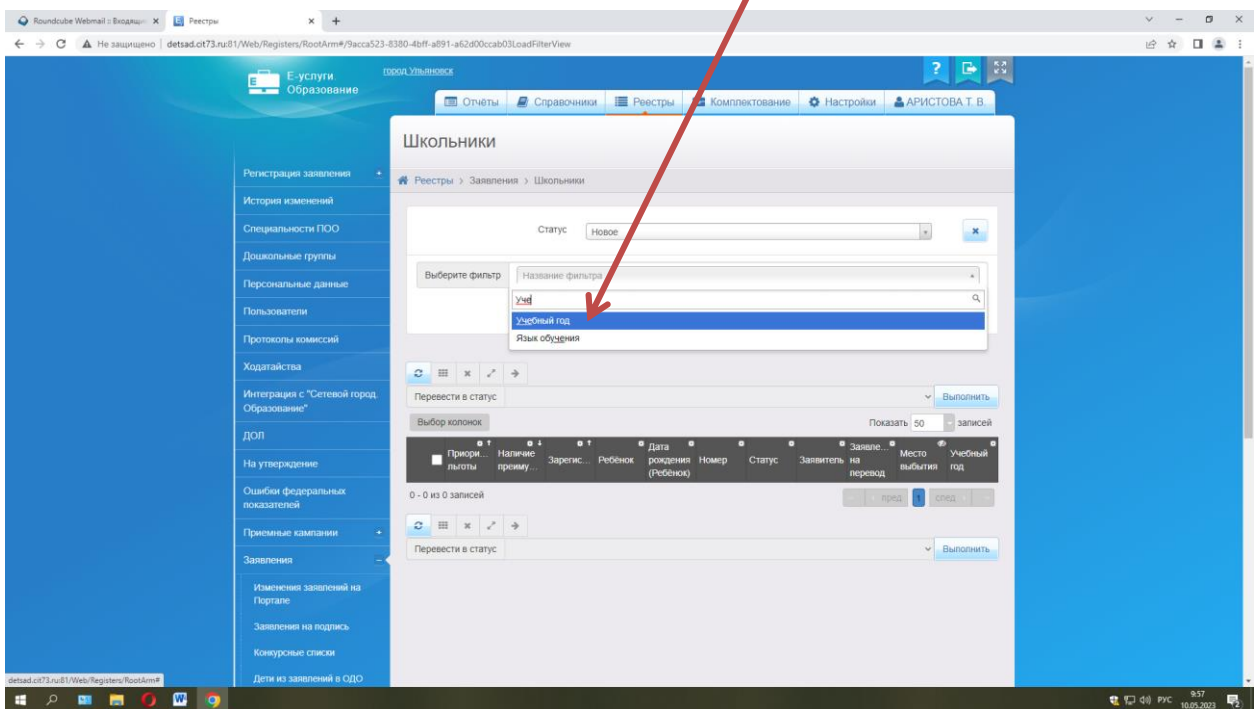 Roundcube Webmail :: Входящи
Реестры
Не защищено | detsad.cit73.ru:81/Web/Registers/RootArm#/9acca523-8380-4bff-a891-a62d00ccab03LoadFilterView
Е-услуги
Образование
город Ульяновск
Отчёты
Справочники
Реестры
Комплектование
Настройки
АРИСТОВА Т. В.
Школьники
Реестры > Заявления > Школьники
Регистрация заявления
История изменений
Специальности ПОО
Дошкольные группы
Персональные данные
Пользователи
Протоколы комиссий
Ходатайства
Интеграция с "Сетевой город.
Образование"
ДОП
На утверждение
Ошибки федеральных
показателей
Приемные кампании
Заявления
Изменения заявлений на
Портале
Заявления на подпись
Конкурсные списки
Дети из заявлений в ОДО
Статус
Новое
Выберите фильтр
Название фильтра
Уче
Учебный год
Язык обучения
Перевести в статус
Выполнить
Выбор колонок
Показать 50 записей
Приори... льготы
Наличие преиму...
Зарегис...
Ребёнок
Дата рождения (Ребёнок)
Номер
Статус
Заявитель
Заявле... на перевод
Место выбытия
Учебный год
0 - 0 из 0 записей
пред 1 след
Перевести в статус
Выполнить
detsad.cit73.ru:81/Web/Registers/RootArm#
РУС
9:57
10.05.2023